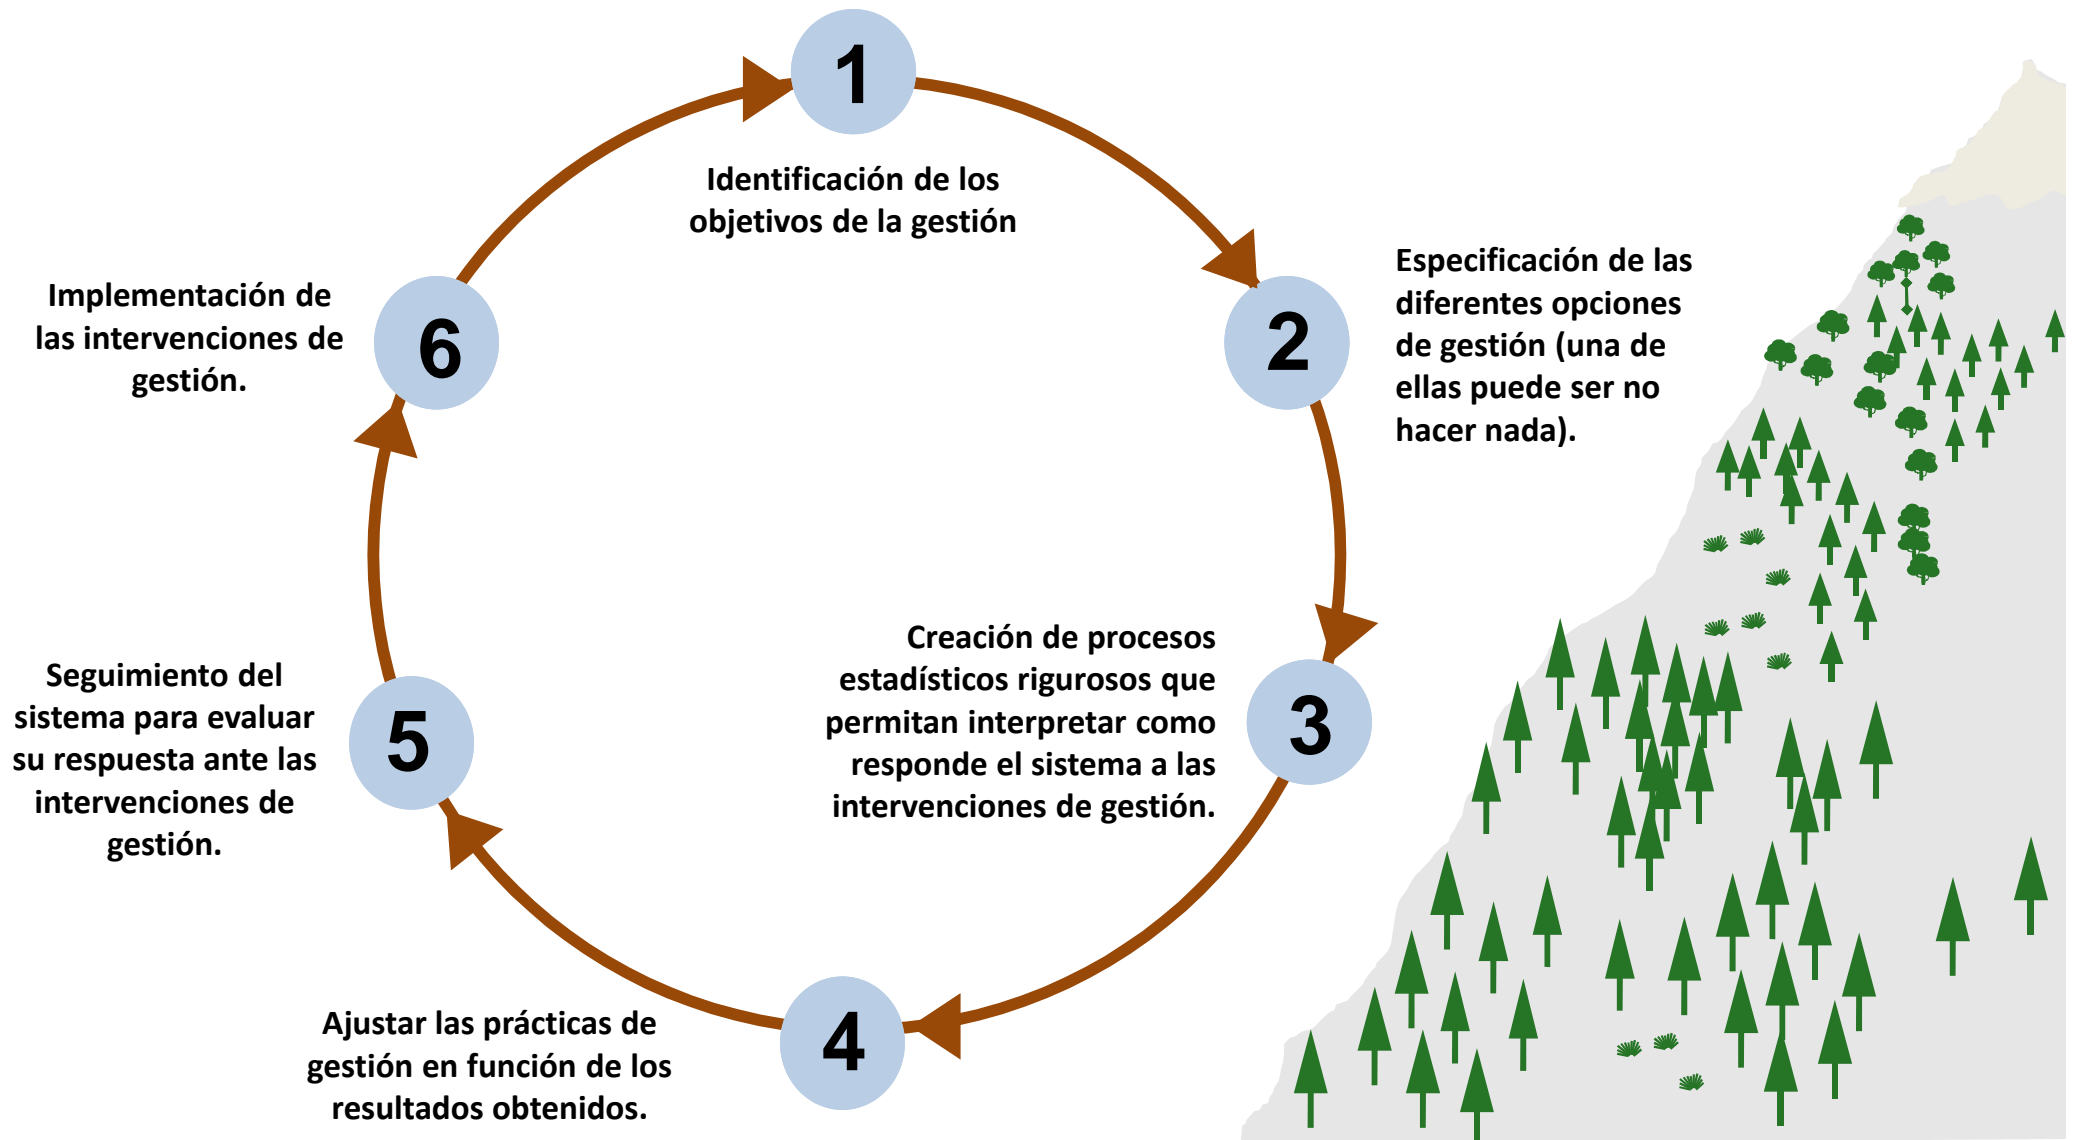 1
Identificación de los
objetivos de la gestión
2
Especificación de las
diferentes opciones
de gestión (una de
ellas puede ser no
hacer nada).
3
Creación de procesos
estadísticos rigurosos que
permitan interpretar como
responde el sistema a las
intervenciones de gestión.
4
Ajustar las prácticas de
gestión en función de los
resultados obtenidos.
5
Seguimiento del
sistema para evaluar
su respuesta ante las
intervenciones de
gestión.
6
Implementación de
las intervenciones de
gestión.